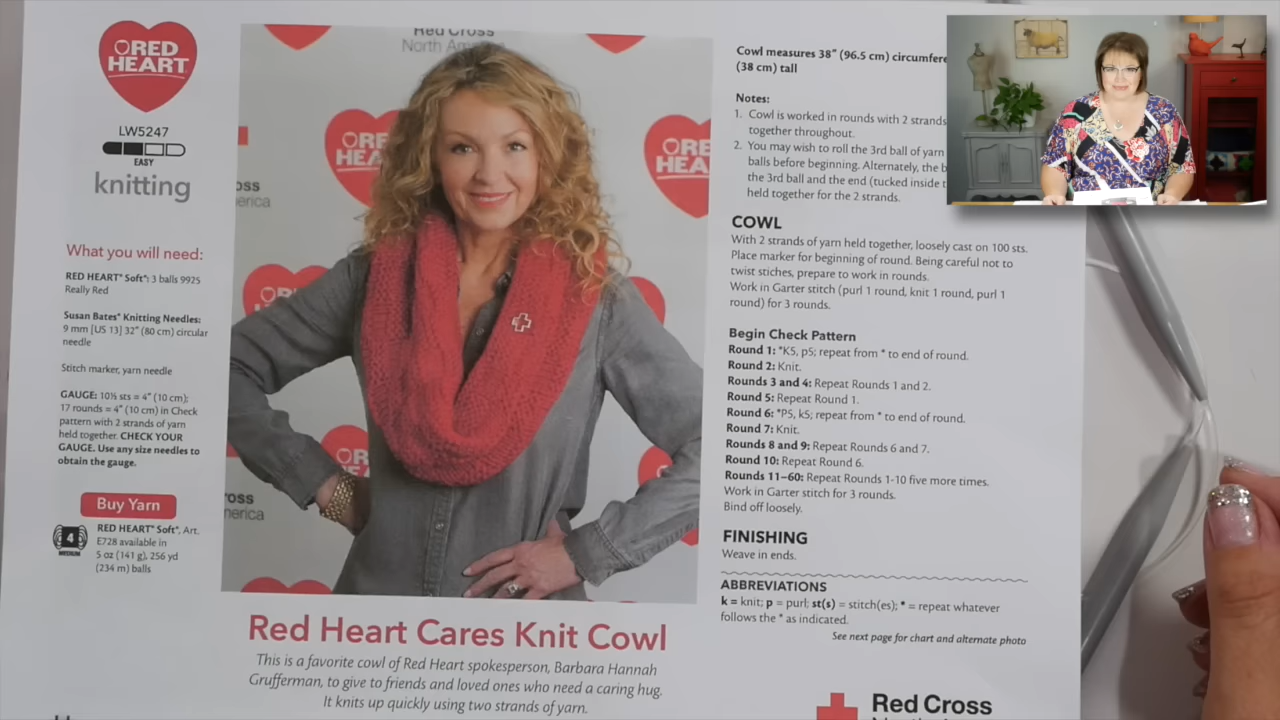 RED
HEART
LW5247
EASY
knitting
What you will need:
RED HEART® Soft®: 3 balls 9925
Really Red
Susan Bates® Knitting Needles:
9 mm [US 13] 32" (80 cm) circular
needle
Stitch marker, yarn needle
GAUGE: 10½ sts = 4" (10 cm);
17 rounds = 4" (10 cm) in Check
pattern with 2 strands of yarn
held together. CHECK YOUR
GAUGE. Use any size needles to
obtain the gauge.
Buy Yarn
4
MEDIUM
RED HEART® Soft®, Art.
E728 available in
5 oz (141 g), 256 yd
(234 m) balls
Red Cross
Red Heart Cares Knit Cowl
This is a favorite cowl of Red Heart spokesperson, Barbara Hannah
Grufferman, to give to friends and loved ones who need a caring hug.
It knits up quickly using two strands of yarn.
Cowl measures 38" (96.5 cm)
(38 cm) tall
Notes:
1. Cowl is worked in rounds with 2 strands
together throughout.
2. You may wish to roll the 3rd ball of yarn
balls before beginning. Alternately, the
the 3rd ball and the end (tucked inside
held together for the 2 strands.
COWL
With 2 strands of yarn held together, loosely cast on 100 sts.
Place marker for beginning of round. Being careful not to
twist stiches, prepare to work in rounds.
Work in Garter stitch (purl 1 round, knit 1 round, purl 1
round) for 3 rounds.
Begin Check Pattern
Round 1: *K5, p5; repeat from * to end of round.
Round 2: Knit.
Rounds 3 and 4: Repeat Rounds 1 and 2.
Round 5: Repeat Round 1.
Round 6: *P5, k5; repeat from * to end of round.
Round 7: Knit.
Rounds 8 and 9: Repeat Rounds 6 and 7.
Round 10: Repeat Round 6.
Rounds 11–60: Repeat Rounds 1-10 five more times.
Work in Garter stitch for 3 rounds.
Bind off loosely.
FINISHING
Weave in ends.
ABBREVIATIONS
k = knit; p = purl; st(s) = stitch(es); * = repeat whatever
follows the * as indicated.
See next page for chart and alternate photo
Red Cross